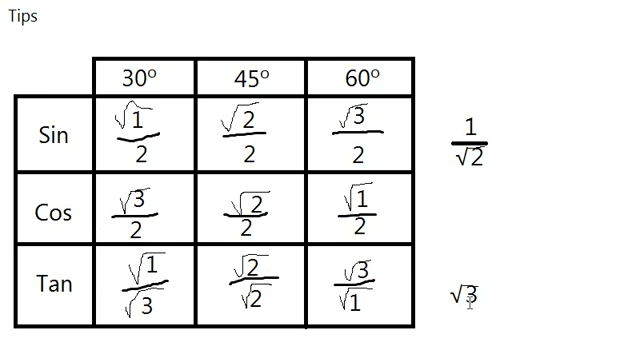 Tips
30° 45° 60°
Sin √1/2 √2/2 √3/2 1/√2
Cos √3/2 √2/2 √1/2
Tan √1/√3 √2/√2 √3/√1 √3